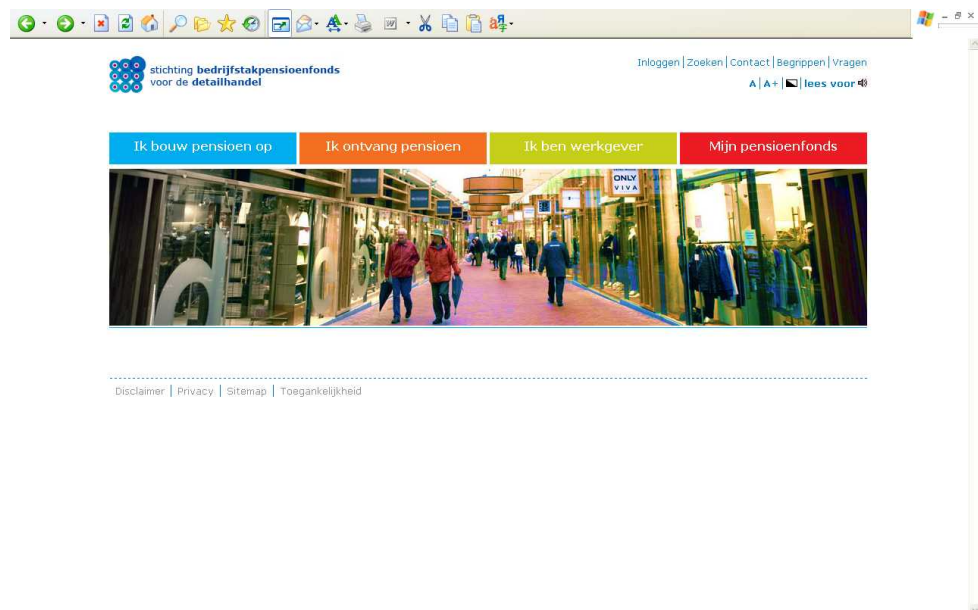 stichting bedrijfstakpensioenfonds
voor de detailhandel
Inloggen | Zoeken | Contact | Begrippen | Vragen
A | A+ | lees voor
Ik bouw pensioen op
Ik ontvang pensioen
Ik ben werkgever
Mijn pensioenfonds
ONLY
VIVA
Disclaimer | Privacy | Sitemap | Toegankelijkheid